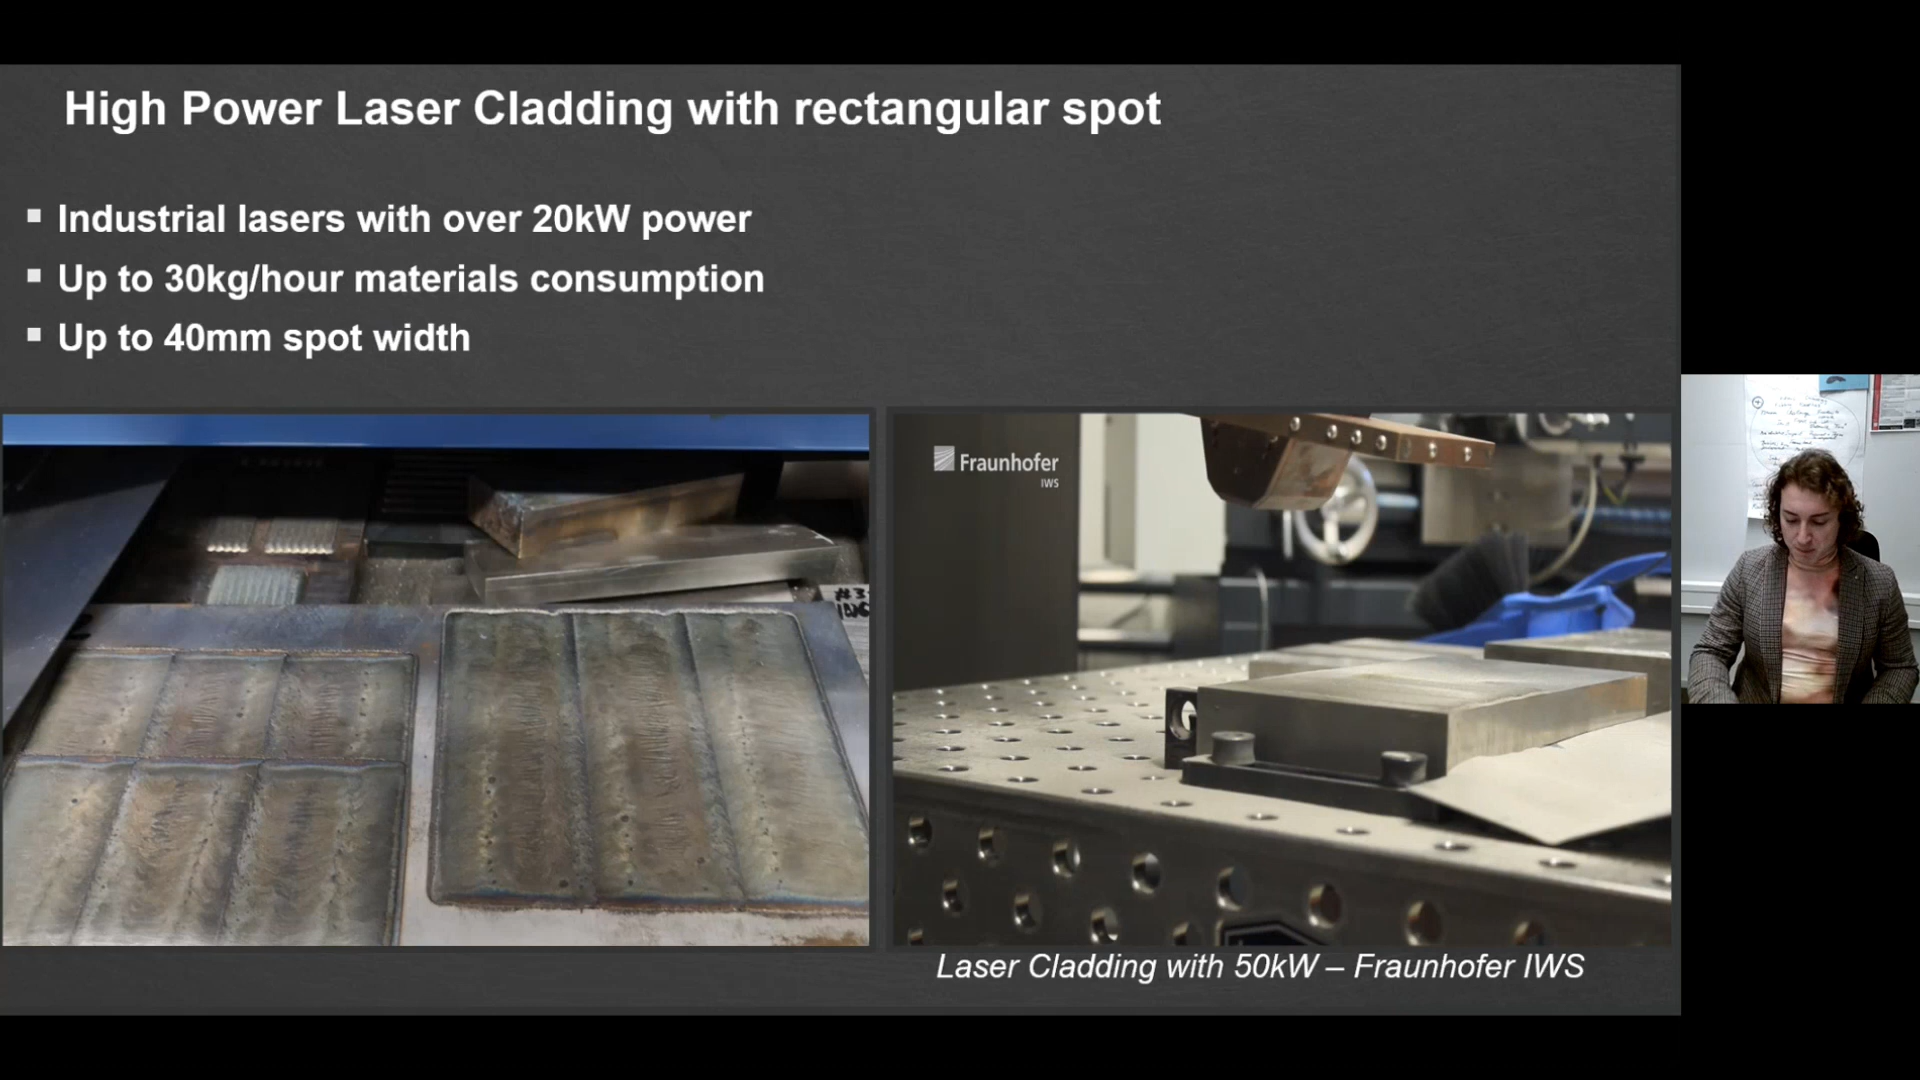 High Power Laser Cladding with rectangular spot
Industrial lasers with over 20kW power
Up to 30kg/hour materials consumption
Up to 40mm spot width
Fraunhofer
IWS
#3
Laser Cladding with 50kW – Fraunhofer IWS